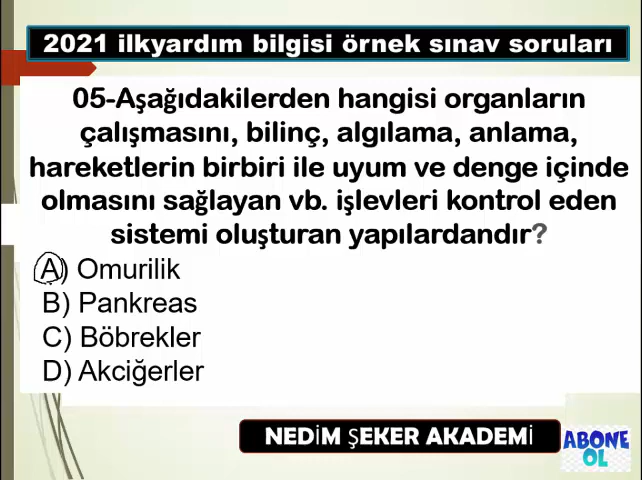 2021 ilkyardım bilgisi örnek sınav soruları
05-Aşağıdakilerden hangisi organların
çalışmasını, bilinç, algılama, anlama,
hareketlerin birbiri ile uyum ve denge içinde
olmasını sağlayan vb. işlevleri kontrol eden
sistemi oluşturan yapılardandır?
A) Omurilik
B) Pankreas
C) Böbrekler
D) Akciğerler
NEDİM ŞEKER AKADEMİ
ABONE
OL